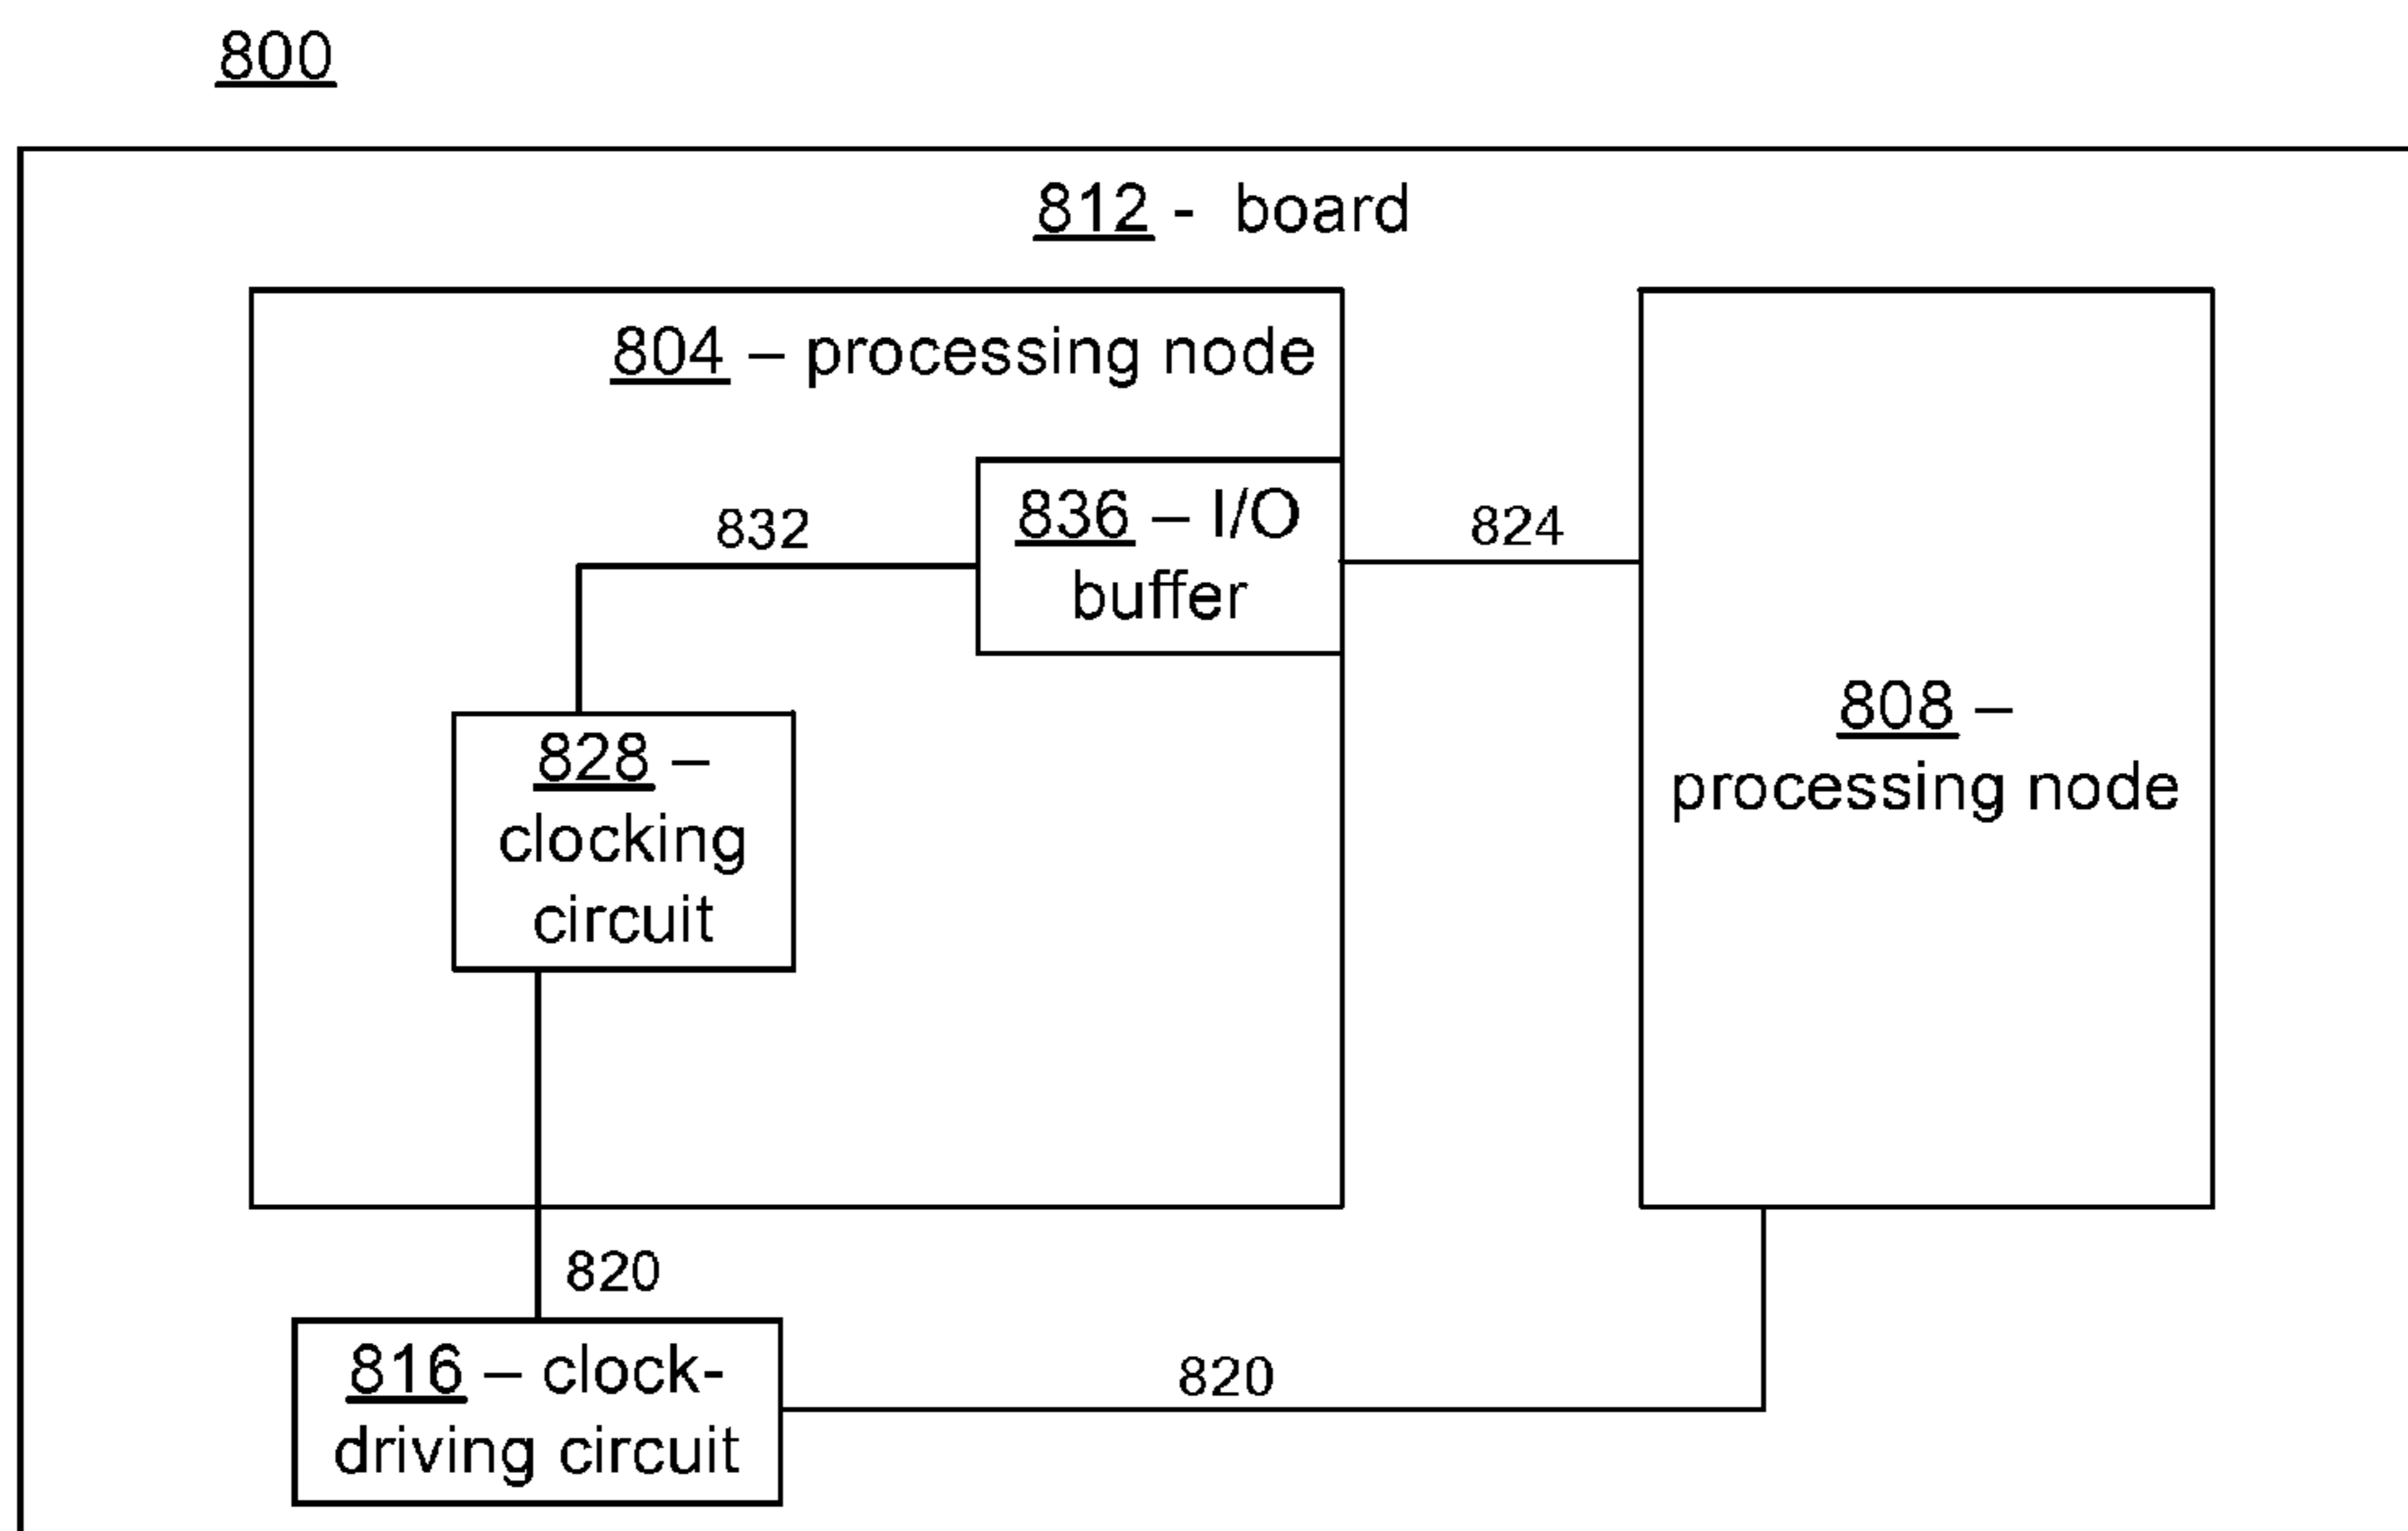 800
812 - board
804 – processing node
836 – I/O
buffer
832
824
828 –
clocking
circuit
808 –
processing node
820
816 – clock-
driving circuit
820